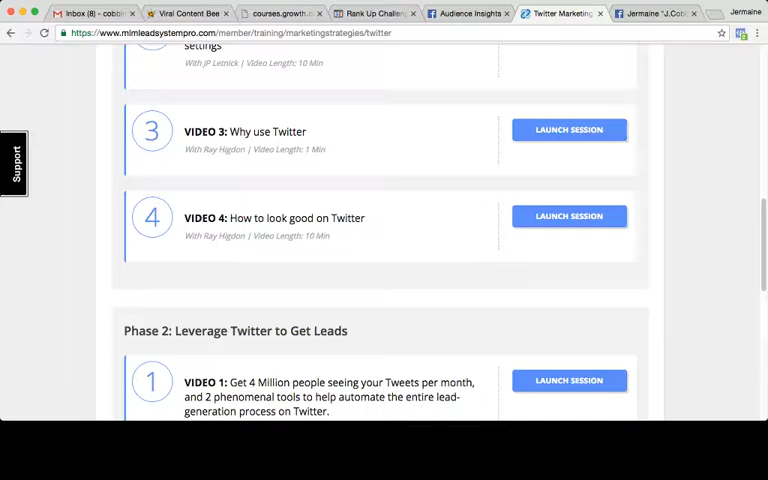 Inbox (8) - cobbin
Viral Content Bee
courses.growth.c
Rank Up Challen
Audience Insights
Twitter Marketing
Jermaine "J.Cobb
Jermaine
https://www.mlmleadsystempro.com/member/training/marketingstrategies/twitter
settings
With JP Letnick | Video Length: 10 Min
3
VIDEO 3: Why use Twitter
With Ray Higdon | Video Length: 1 Min
LAUNCH SESSION
Support
4
VIDEO 4: How to look good on Twitter
With Ray Higdon | Video Length: 10 Min
LAUNCH SESSION
Phase 2: Leverage Twitter to Get Leads
1
VIDEO 1: Get 4 Million people seeing your Tweets per month,
and 2 phenomenal tools to help automate the entire lead-
generation process on Twitter.
LAUNCH SESSION